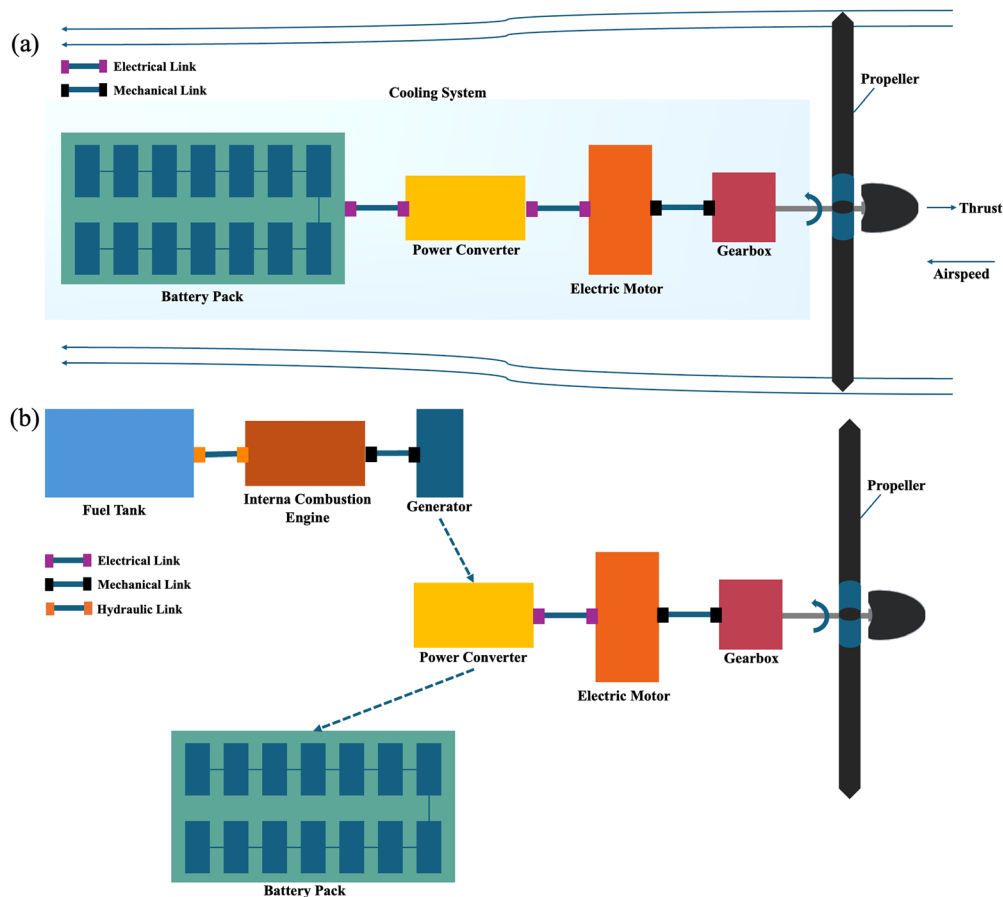 (a)
Electrical Link
Mechanical Link
Cooling System
Propeller
Thrust
Airspeed
Power Converter
Gearbox
Electric Motor
Battery Pack
(b)
Fuel Tank
Interna Combustion
Engine
Generator
Propeller
Electrical Link
Mechanical Link
Hydraulic Link
Power Converter
Gearbox
Electric Motor
Battery Pack